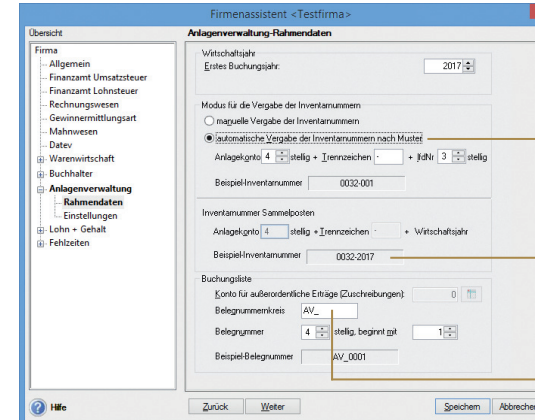 Firmenassistent <Testfirma>
Übersicht
Firma
Allgemein
Finanzamt Umsatzsteuer
Finanzamt Lohnsteuer
Rechnungswesen
Gewinnermittlungsart
Mahnwesen
Datev
Warenwirtschaft
Buchhalter
Anlagenverwaltung
Rahmendaten
Einstellungen
Lohn + Gehalt
Fehlzeiten
Anlagenverwaltung-Rahmendaten
Wirtschaftsjahr
Erstes Buchungsjahr: 2017
Modus für die Vergabe der Inventarnummern
manuelle Vergabe der Inventarnummern
automatische Vergabe der Inventarnummern nach Muster
Anlagekonto 4 stellig + Trennzeichen - + lfdNr 3 stellig
Beispiel-Inventarnummer 0032-001
Inventarnummer Sammelposten
Anlagekonto 4 stellig + Trennzeichen - + Wirtschaftsjahr
Beispiel-Inventarnummer 0032-2017
Buchungsliste
Konto für außerordentliche Erträge (Zuschreibungen): 0
Belegnummernkreis AV_
Belegnummer 4 stellig, beginnt mit 1
Beispiel-Belegnummer AV_0001
Hilfe Zurück Weiter Speichern Abbrechen